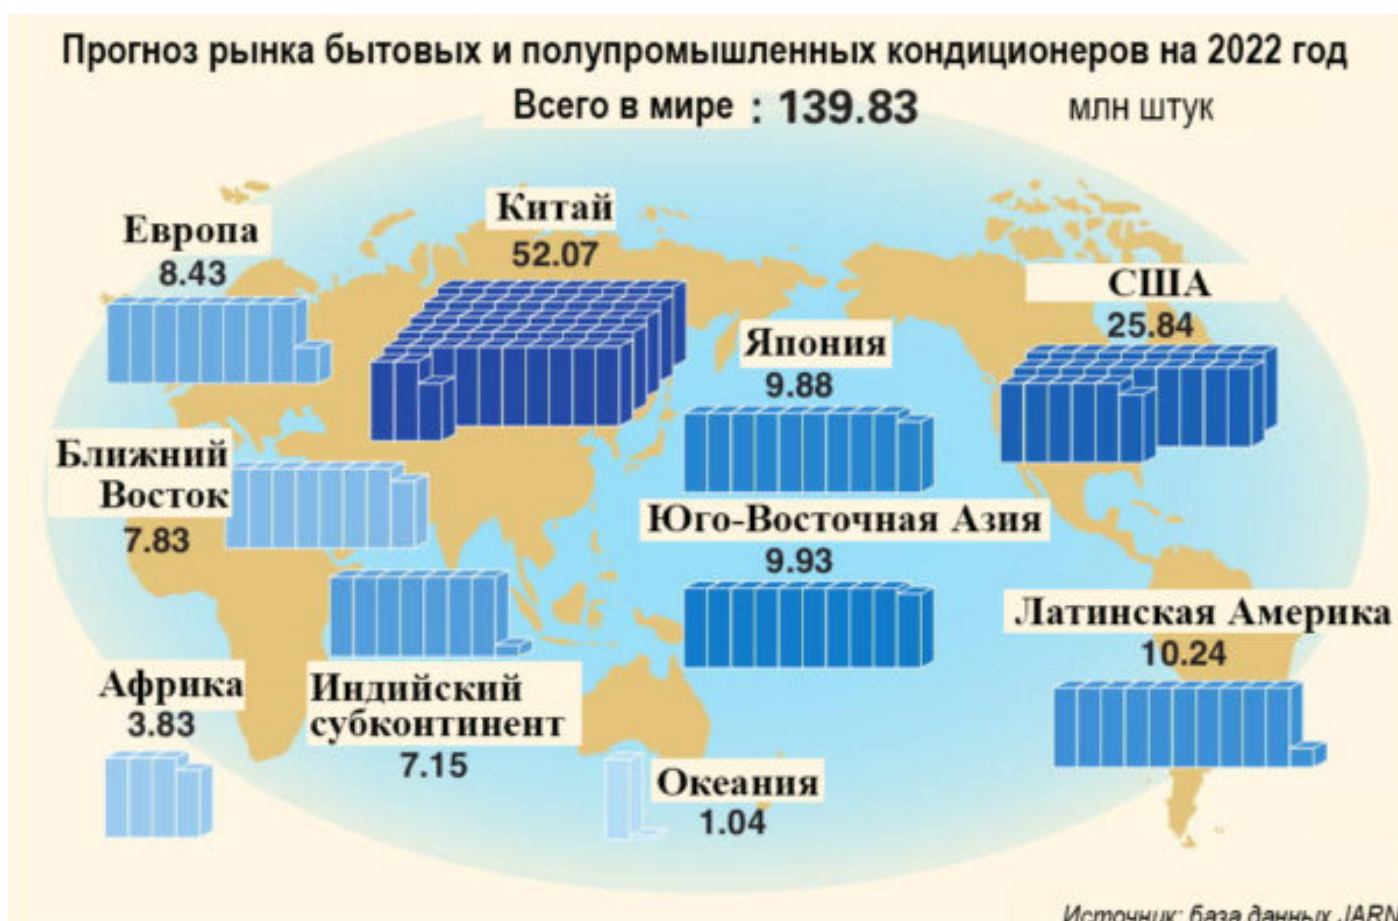 Прогноз рынка бытовых и полупромышленных кондиционеров на 2022 год
Всего в мире : 139.83 млн штук
Европа
8.43
Китай
52.07
США
25.84
Япония
9.88
Ближний
Восток
7.83
Юго-Восточная Азия
9.93
Латинская Америка
10.24
Африка
3.83
Индийский
субконтинент
7.15
Океания
1.04
Источник: база данных JARN